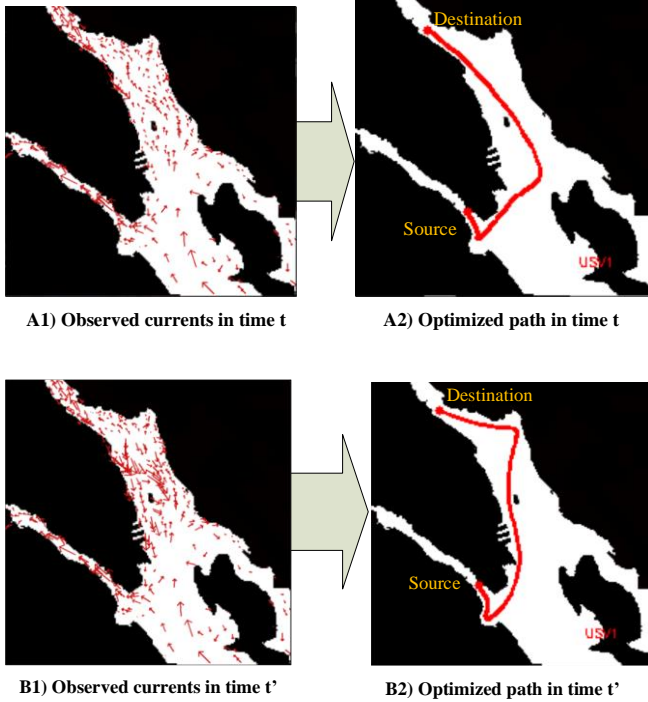 Destination
Source
USV1
A1) Observed currents in time t
A2) Optimized path in time t
Destination
Source
USV1
B1) Observed currents in time t’
B2) Optimized path in time t’